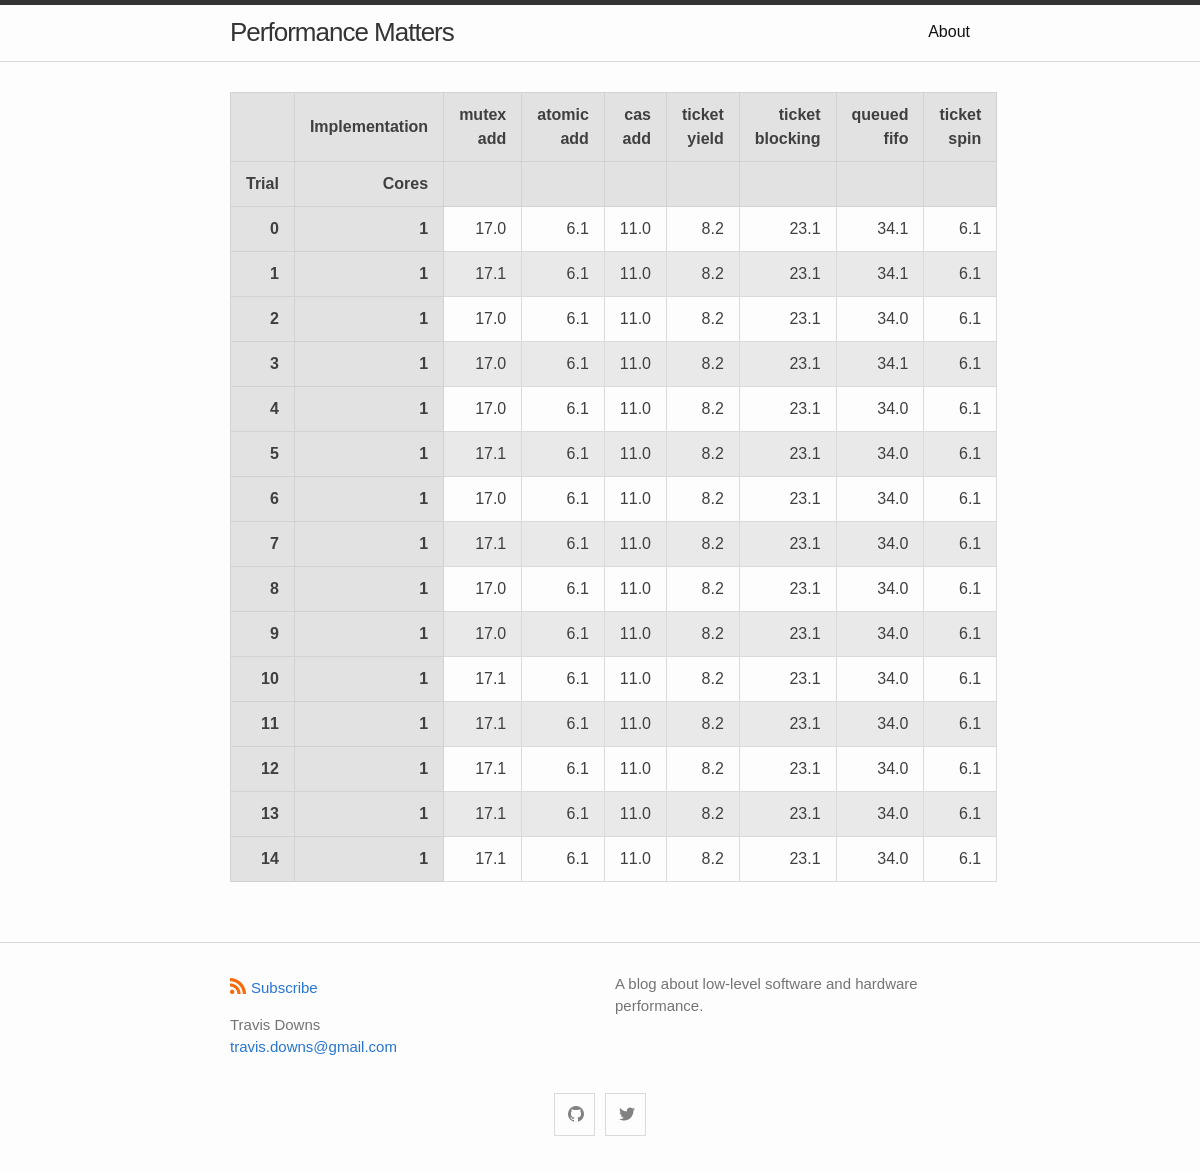 Performance Matters About
Implementation mutex add atomic add cas add ticket yield ticket blocking queued fifo ticket spin
Trial Cores
0 1 17.0 6.1 11.0 8.2 23.1 34.1 6.1
1 1 17.1 6.1 11.0 8.2 23.1 34.1 6.1
2 1 17.0 6.1 11.0 8.2 23.1 34.0 6.1
3 1 17.0 6.1 11.0 8.2 23.1 34.1 6.1
4 1 17.0 6.1 11.0 8.2 23.1 34.0 6.1
5 1 17.1 6.1 11.0 8.2 23.1 34.0 6.1
6 1 17.0 6.1 11.0 8.2 23.1 34.0 6.1
7 1 17.1 6.1 11.0 8.2 23.1 34.0 6.1
8 1 17.0 6.1 11.0 8.2 23.1 34.0 6.1
9 1 17.0 6.1 11.0 8.2 23.1 34.0 6.1
10 1 17.1 6.1 11.0 8.2 23.1 34.0 6.1
11 1 17.1 6.1 11.0 8.2 23.1 34.0 6.1
12 1 17.1 6.1 11.0 8.2 23.1 34.0 6.1
13 1 17.1 6.1 11.0 8.2 23.1 34.0 6.1
14 1 17.1 6.1 11.0 8.2 23.1 34.0 6.1
Subscribe
Travis Downs
travis.downs@gmail.com
A blog about low-level software and hardware
performance.